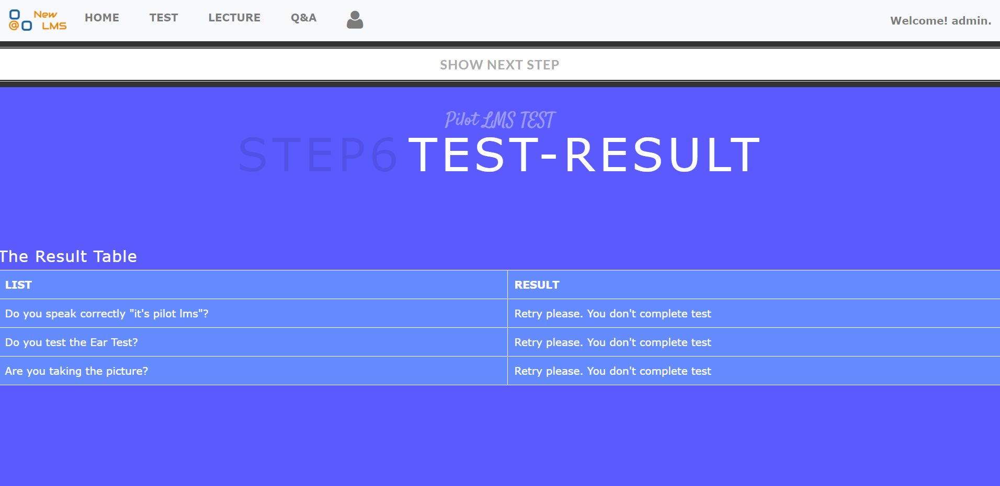 New
@ LMS
HOME TEST LECTURE Q&A Welcome! admin.
SHOW NEXT STEP
Pilot LMS TEST
STEP6 TEST-RESULT
The Result Table
LIST RESULT
Do you speak correctly "it's pilot lms"? Retry please. You don't complete test
Do you test the Ear Test? Retry please. You don't complete test
Are you taking the picture? Retry please. You don't complete test